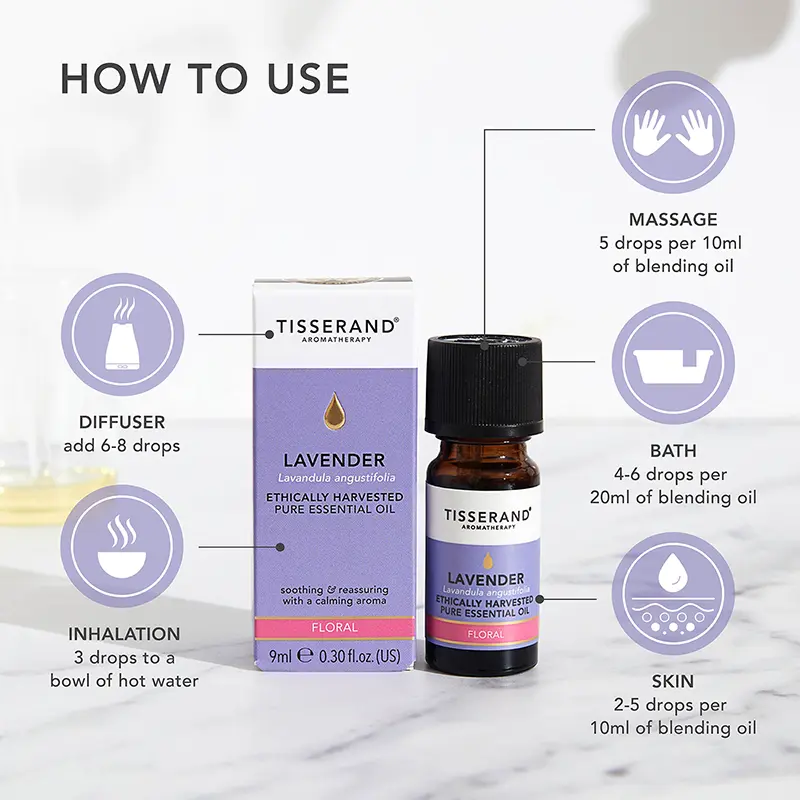 HOW TO USE
DIFFUSER
add 6-8 drops
INHALATION
3 drops to a
bowl of hot water
TISSERAND®
AROMATHERAPY
LAVENDER
Lavandula angustifolia
ETHICALLY HARVESTED
PURE ESSENTIAL OIL
soothing & reassuring
with a calming aroma
FLORAL
9ml ℮ 0.30 fl.oz.(US)
TISSERAND®
AROMATHERAPY
LAVENDER
Lavandula angustifolia
ETHICALLY HARVESTED
PURE ESSENTIAL OIL
FLORAL
MASSAGE
5 drops per 10ml
of blending oil
BATH
4-6 drops per
20ml of blending oil
SKIN
2-5 drops per
10ml of blending oil